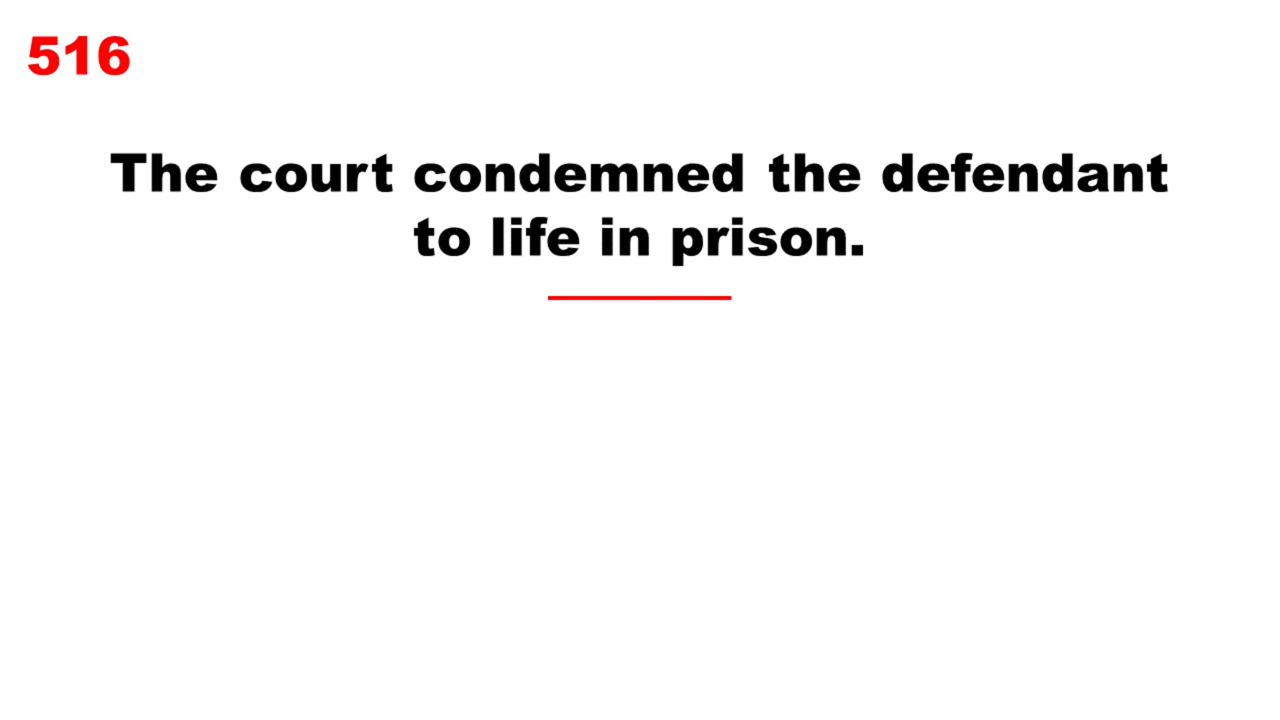 516
The court condemned the defendant
to life in prison.